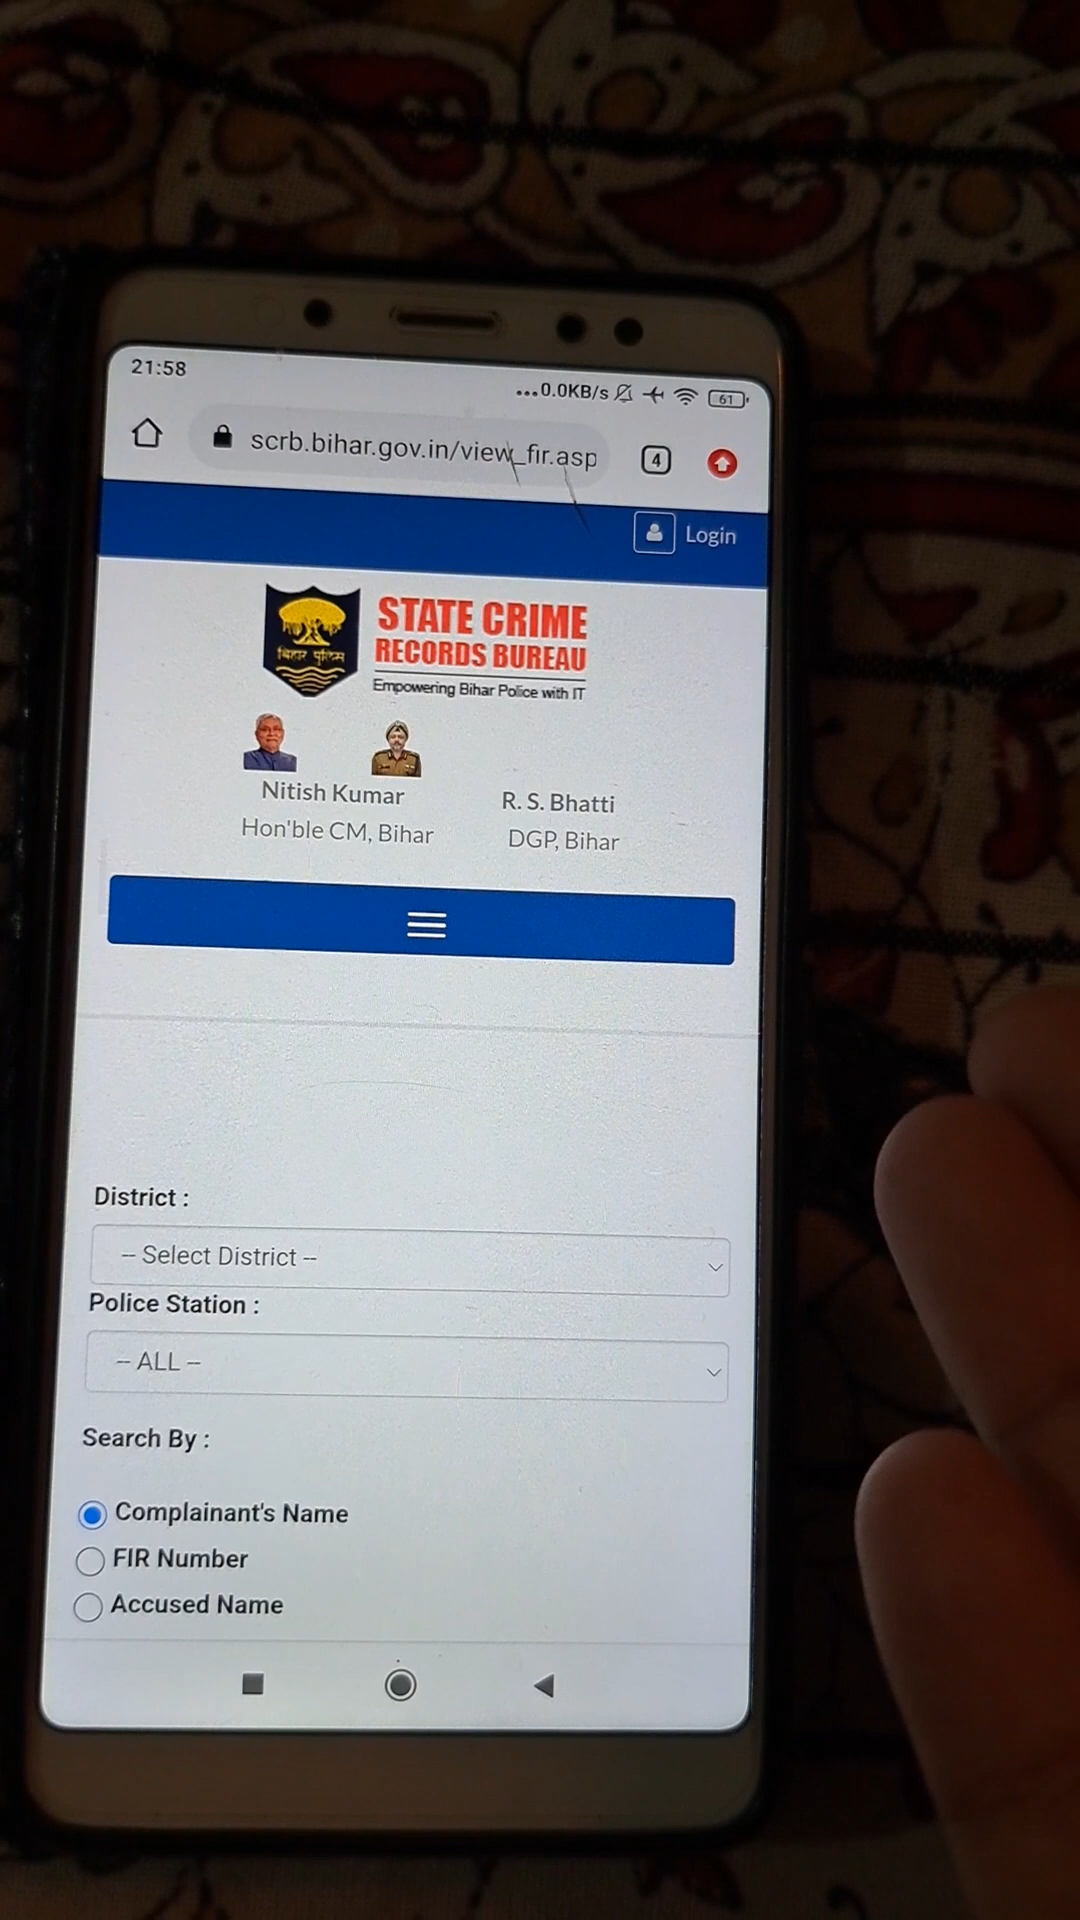 21:58
...0.0KB/s
61
scrb.bihar.gov.in/view_fir.asp
4
Login
बिहार पुलिस
STATE CRIME
RECORDS BUREAU
Empowering Bihar Police with IT
Nitish Kumar
Hon'ble CM, Bihar
R. S. Bhatti
DGP, Bihar
District :
-- Select District --
Police Station :
-- ALL --
Search By :
Complainant's Name
FIR Number
Accused Name